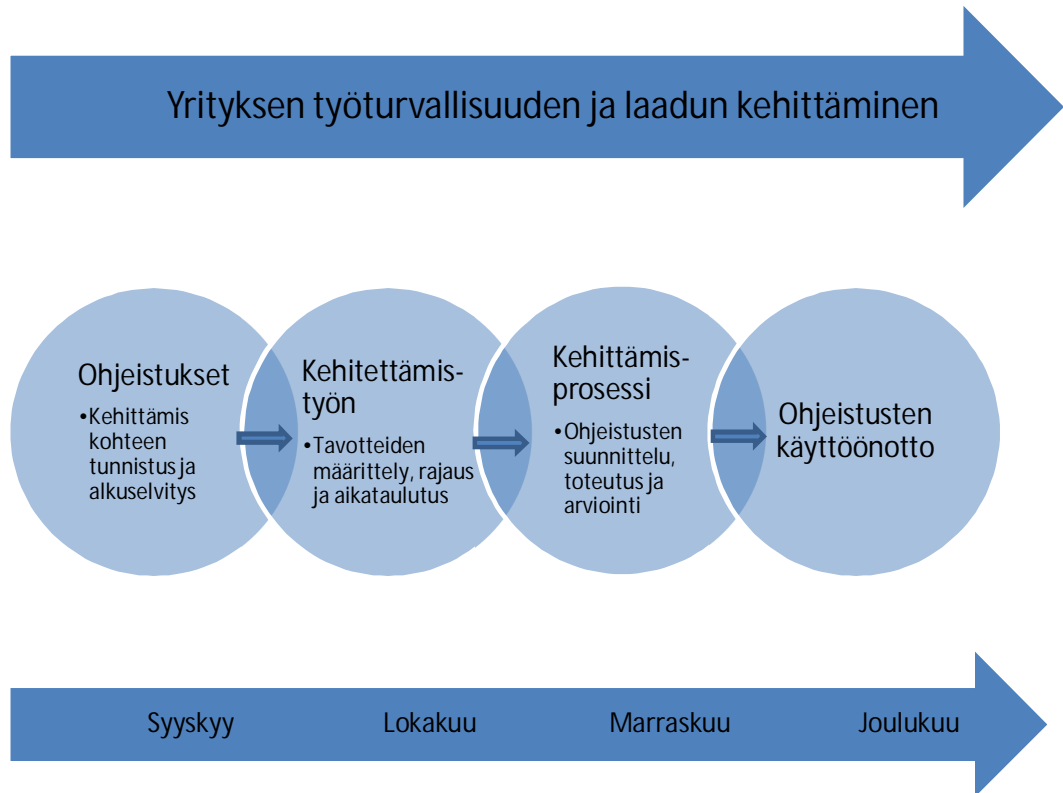 Yrityksen työturvallisuuden ja laadun kehittäminen
Ohjeistukset
•Kehittämis
kohteen
tunnistus ja
alkuselvitys
Kehitettämis-
työn
•Tavotteiden
määrittely, rajaus
ja aikataulutus
Kehittämis-
prosessi
•Ohjeistusten
suunnittelu,
toteutus ja
arviointi
Ohjeistusten
käyttöönotto
Syyskyy Lokakuu Marraskuu Joulukuu